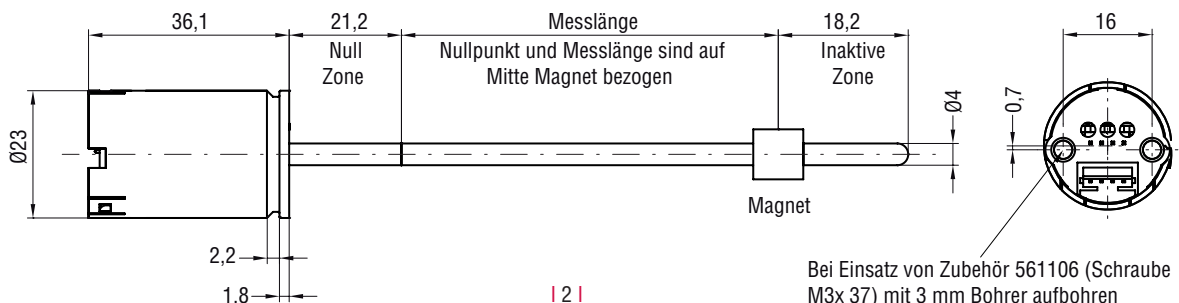 36,1
21,2
Messlänge
18,2
16
Null
Zone
Nullpunkt und Messlänge sind auf
Mitte Magnet bezogen
Inaktive
Zone
Ø23
Ø4
0,7
Magnet
2,2
1,8
| 2 |
Bei Einsatz von Zubehör 561106 (Schraube
M3x 37) mit 3 mm Bohrer aufbohren